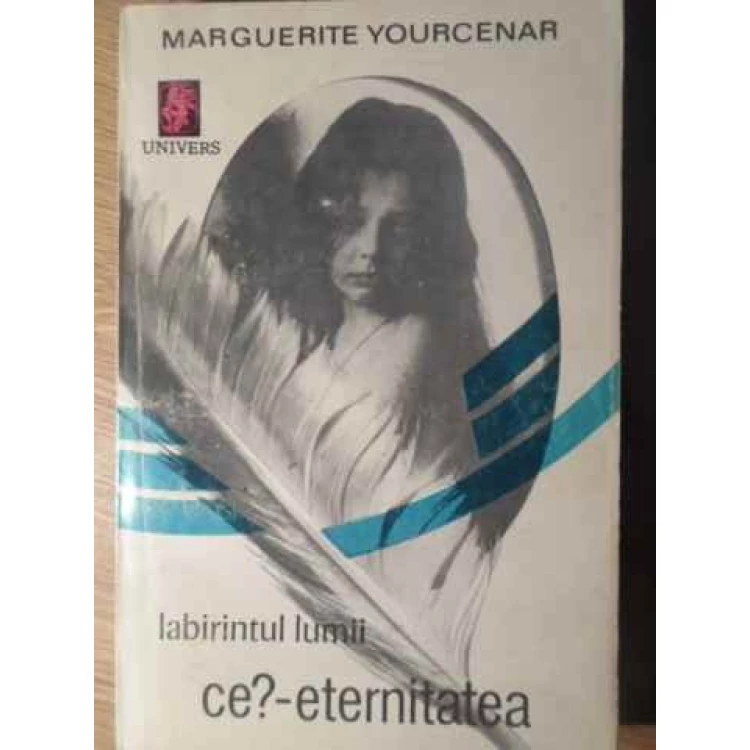 MARGUERITE YOURCENAR
UNIVERS
labirintul lumii
ce?-eternitatea